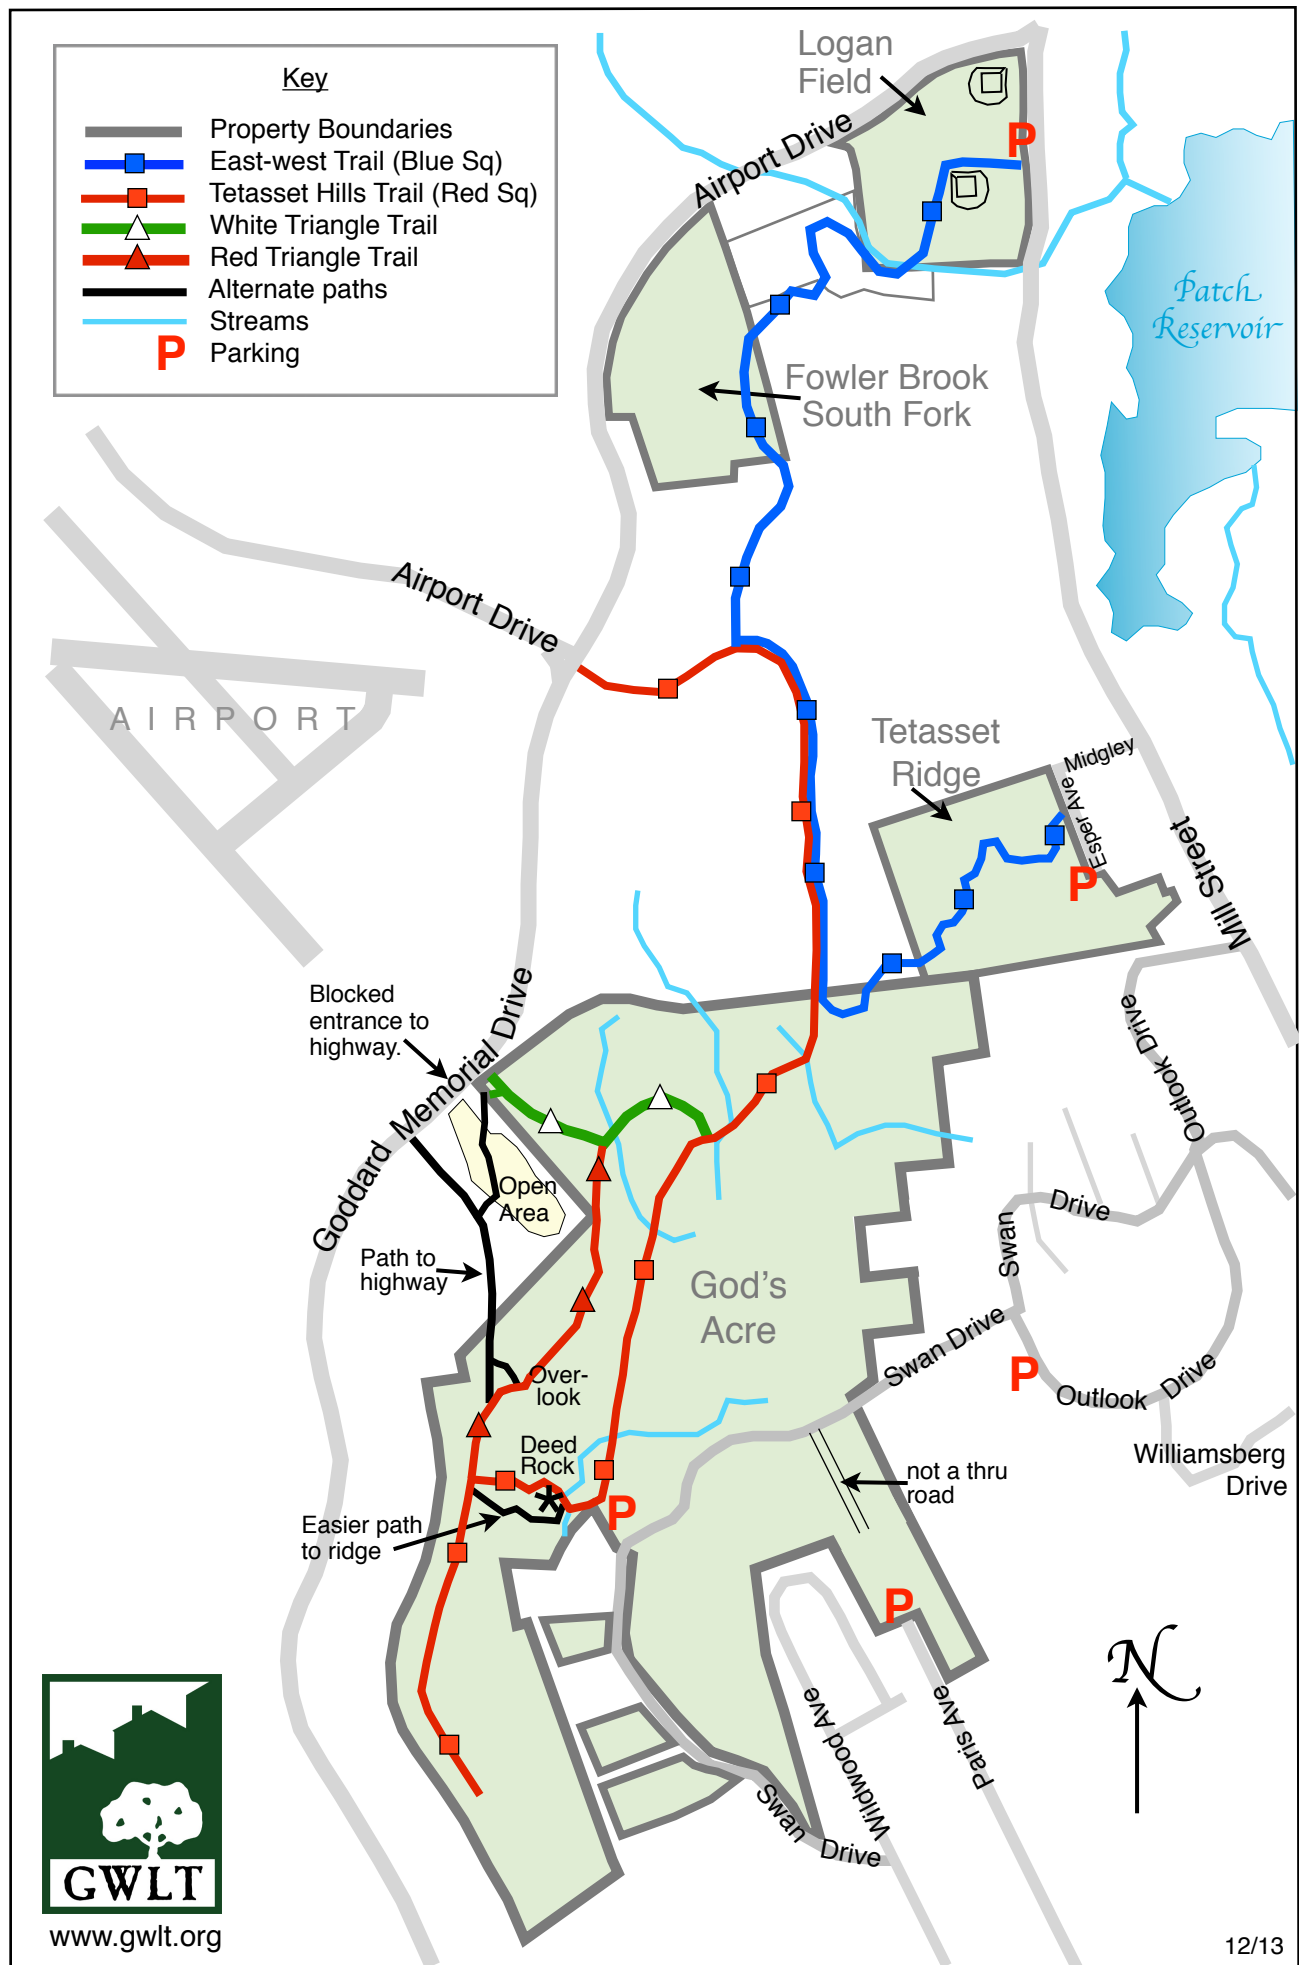 Key
Property Boundaries
East-west Trail (Blue Sq)
Tetasset Hills Trail (Red Sq)
White Triangle Trail
Red Triangle Trail
Alternate paths
Streams
P Parking
Logan
Field
Airport Drive
P
Patch
Reservoir
Fowler Brook
South Fork
Airport Drive
AIRPORT
Tetasset
Ridge
Midgley
Esper Ave
P
Mill Street
Blocked
entrance to
highway.
Goddard Memorial Drive
Outlook Drive
Open
Area
Path to
highway
God's
Acre
Swan
Drive
Swan Drive
P
Outlook Drive
Williamsberg
Drive
Over-
look
Deed
Rock
P
not a thru
road
Easier path
to ridge
P
N
Wildwood Ave
Paris Ave
Swan Drive
GWLT
www.gwlt.org
12/13